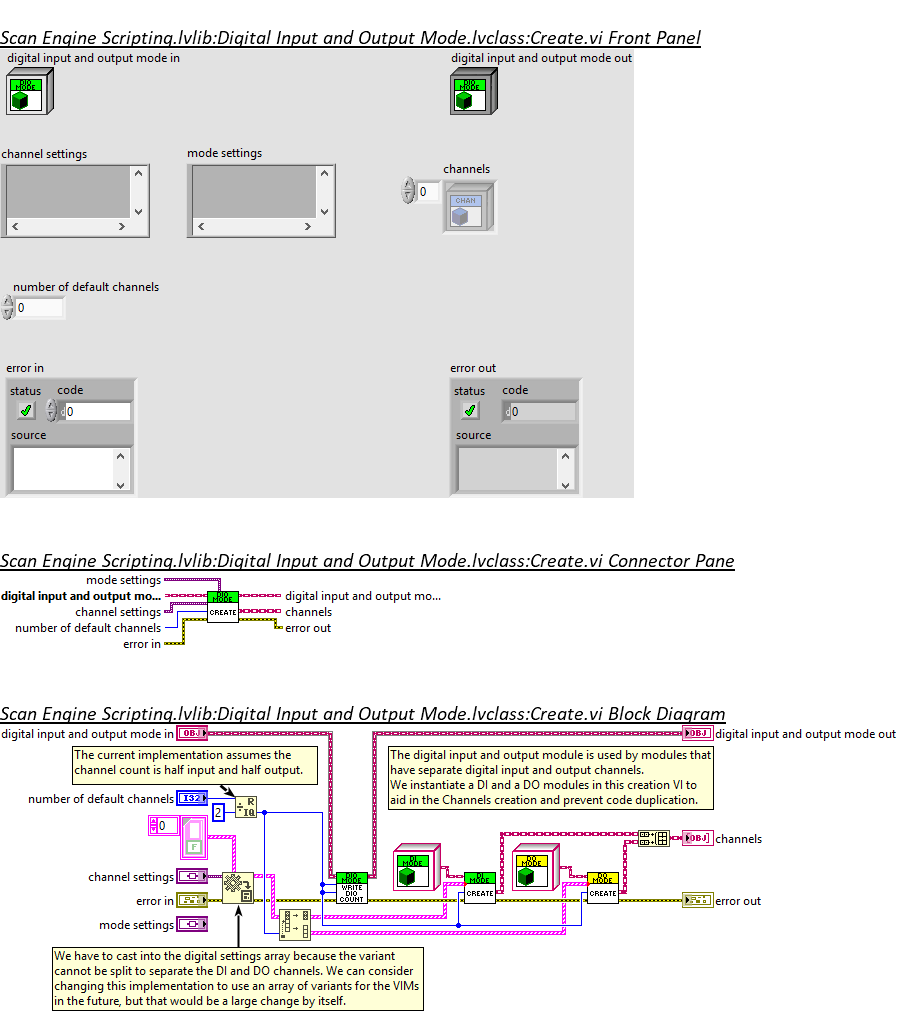 Scan Engine Scripting.lvlib:Digital Input and Output Mode.lvclass:Create.vi Front Panel
digital input and output mode in
digital input and output mode out
DIO MODE
DIO MODE
channel settings
mode settings
channels
0
CHAN
number of default channels
0
error in
error out
status code
status code
0
0
source
source
Scan Engine Scripting.lvlib:Digital Input and Output Mode.lvclass:Create.vi Connector Pane
mode settings
digital input and output mo...
digital input and output mo...
DIO MODE
CREATE
channel settings
channels
number of default channels
error out
error in
Scan Engine Scripting.lvlib:Digital Input and Output Mode.lvclass:Create.vi Block Diagram
digital input and output mode in
OBJ
OBJ
digital input and output mode out
The current implementation assumes the
channel count is half input and half output.
The digital input and output module is used by modules that
have separate digital input and output channels.
We instantiate a DI and a DO modules in this creation VI to
aid in the Channels creation and prevent code duplication.
number of default channels
I32
R
IQ
2
0
F
OBJ
channels
DI
MODE
DO
MODE
channel settings
DIO
MODE
WRITE
DIO
COUNT
DI
MODE
CREATE
DO
MODE
CREATE
error in
error out
mode settings
We have to cast into the digital settings array because the variant
cannot be split to separate the DI and DO channels. We can consider
changing this implementation to use an array of variants for the VIMs
in the future, but that would be a large change by itself.